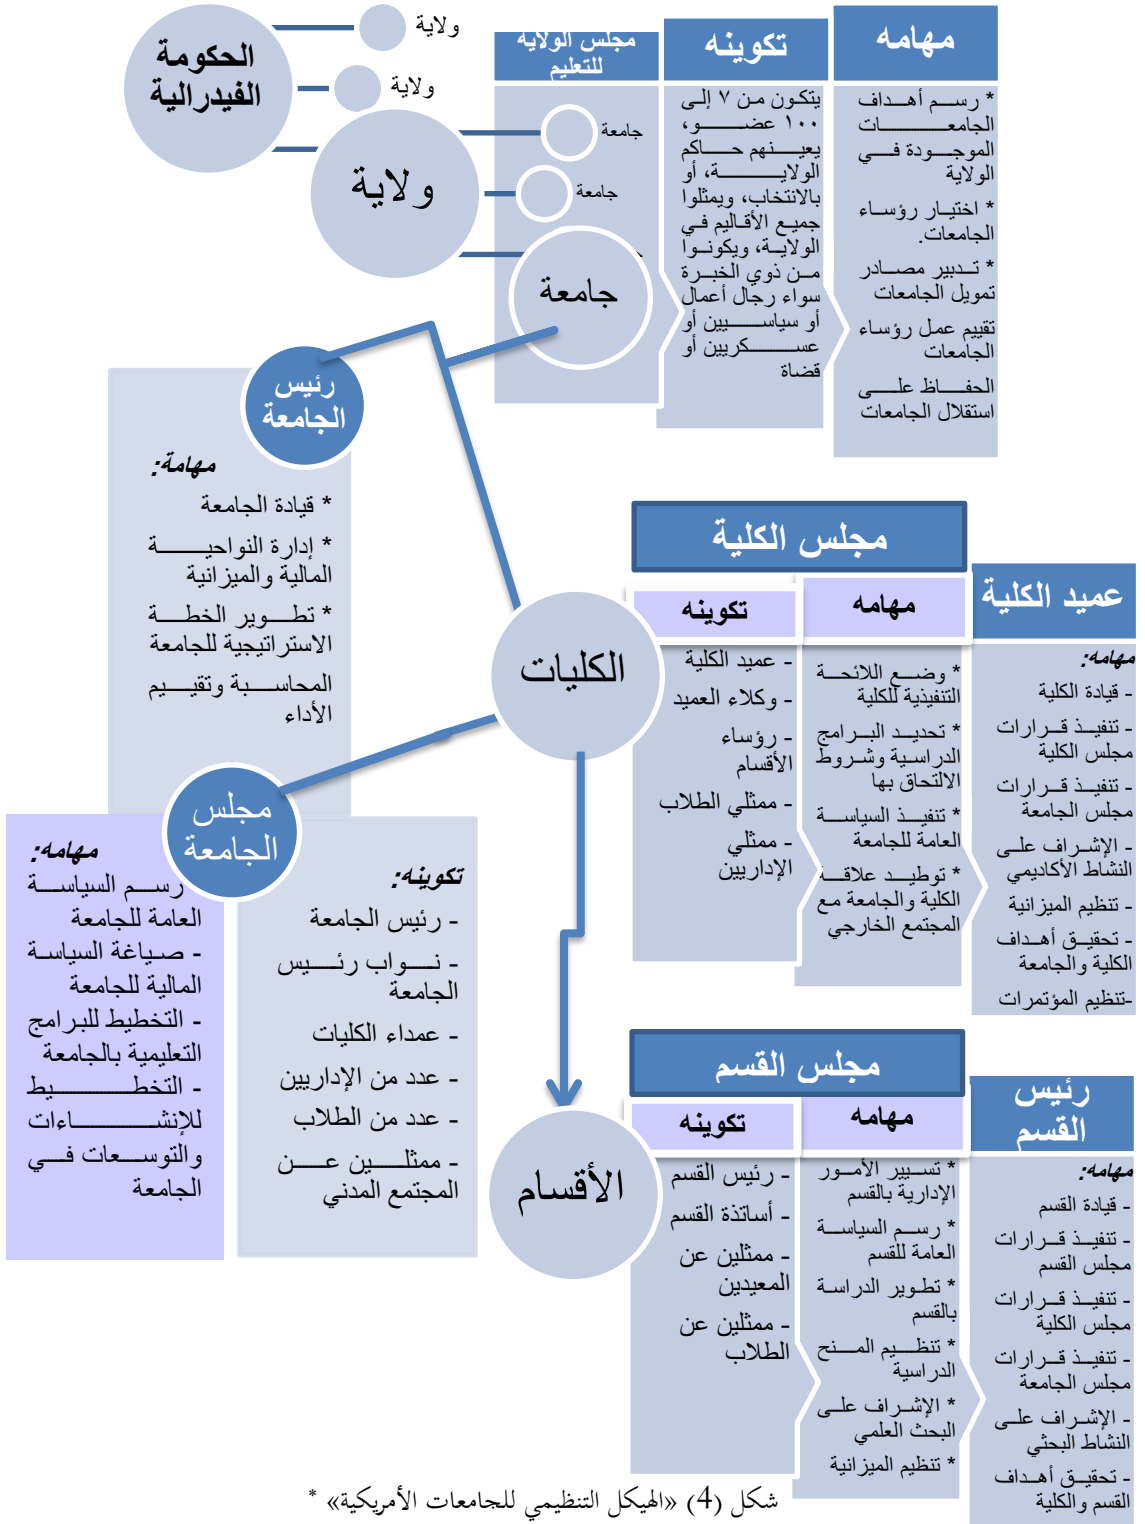 الحكومة
الفيدرالية
ولاية
ولاية
ولاية
مجلس الولاية
للتعليم
جامعة
جامعة
جامعة
تكوينه
يتكون من ٧ إلى
١٠٠ عضو،
يعينهم حاكم
الولاية، أو
بالانتخاب، ويمثلوا
جميع الأقاليم في
الولاية، ويكونوا
من ذوي الخبرة
سواء رجال أعمال
أو سياسيين أو
عسكريين أو
قضاة
مهامه
* رسم أهداف
الجامعات
الموجودة في
الولاية
* اختيار رؤساء
الجامعات.
* تدبير مصادر
تمويل الجامعات
تقييم عمل رؤساء
الجامعات
الحفاظ على
استقلال الجامعات
رئيس
الجامعة
مهامة:
* قيادة الجامعة
* إدارة النواحية
المالية والميزانية
* تطوير الخطة
الاستراتيجية للجامعة
المحاسبة وتقييم
الأداء
مجلس
الجامعة
تكوينه:
- رئيس الجامعة
- نواب رئيس
الجامعة
- عمداء الكليات
- عدد من الإداريين
- عدد من الطلاب
- ممثلين عن
المجتمع المدني
مهامه:
رسم السياسة
العامة للجامعة
- صياغة السياسة
المالية للجامعة
- التخطيط للبرامج
التعليمية بالجامعة
- التخطيط
للإنشاءات
والتوسعات في
الجامعة
الكليات
مجلس الكلية
تكوينه
- عميد الكلية
- وكلاء العميد
- رؤساء
الأقسام
- ممثلي الطلاب
- ممثلي
الإداريين
مهامه
* وضع اللائحة
التنفيذية للكلية
* تحديد البرامج
الدراسية وشروط
الالتحاق بها
* تنفيذ السياسة
العامة للجامعة
* توطيد علاقة
الكلية والجامعة مع
المجتمع الخارجي
عميد الكلية
مهامه:
- قيادة الكلية
- تنفيذ قرارات
مجلس الكلية
- تنفيذ قرارات
مجلس الجامعة
- الإشراف على
النشاط الأكاديمي
- تنظيم الميزانية
- تحقيق أهداف
الكلية والجامعة
-تنظيم المؤتمرات
الأقسام
مجلس القسم
تكوينه
- رئيس القسم
- أساتذة القسم
- ممثلين عن
المعيدين
- ممثلين عن
الطلاب
مهامه
* تسيير الأمور
الإدارية بالقسم
* رسم السياسة
العامة للقسم
* تطوير الدراسة
بالقسم
* تنظيم المنح
الدراسية
* الإشراف على
البحث العلمي
* تنظيم الميزانية
رئيس
القسم
مهامه:
- قيادة القسم
- تنفيذ قرارات
مجلس القسم
- تنفيذ قرارات
مجلس الكلية
- تنفيذ قرارات
مجلس الجامعة
- الإشراف على
النشاط البحثي
- تحقيق أهداف
القسم والكلية
شكل (4) «الهيكل التنظيمي للجامعات الأمريكية» *